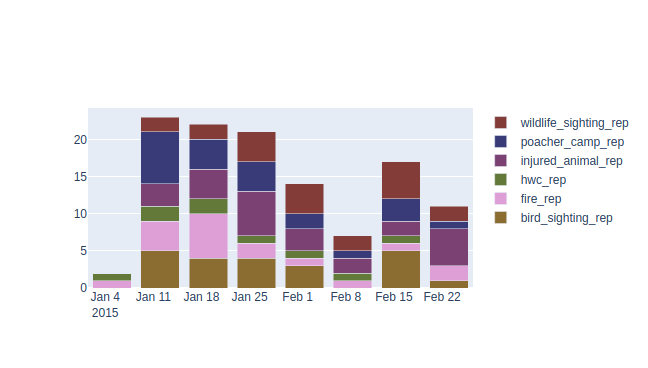 wildlife_sighting_rep
poacher_camp_rep
injured_animal_rep
hwc_rep
fire_rep
bird_sighting_rep
20
15
10
5
0
Jan 4 Jan 11 Jan 18 Jan 25 Feb 1 Feb 8 Feb 15 Feb 22
2015